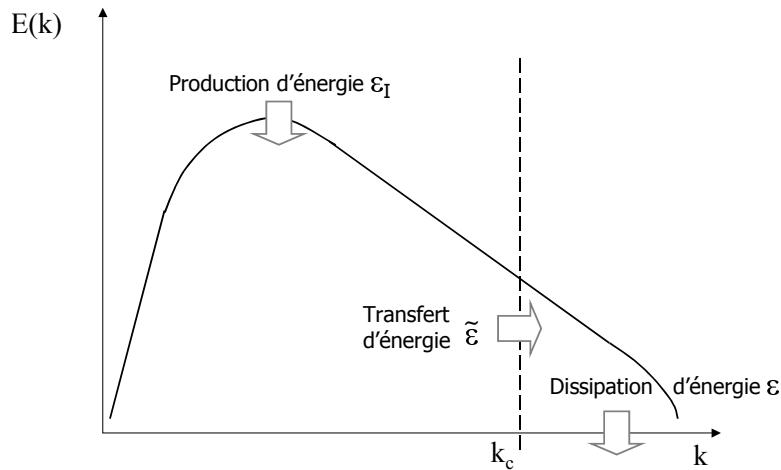 E(k)
Production d'énergie ε_I
Transfert
d'énergie ε̃
Dissipation d'énergie ε
k_c
k